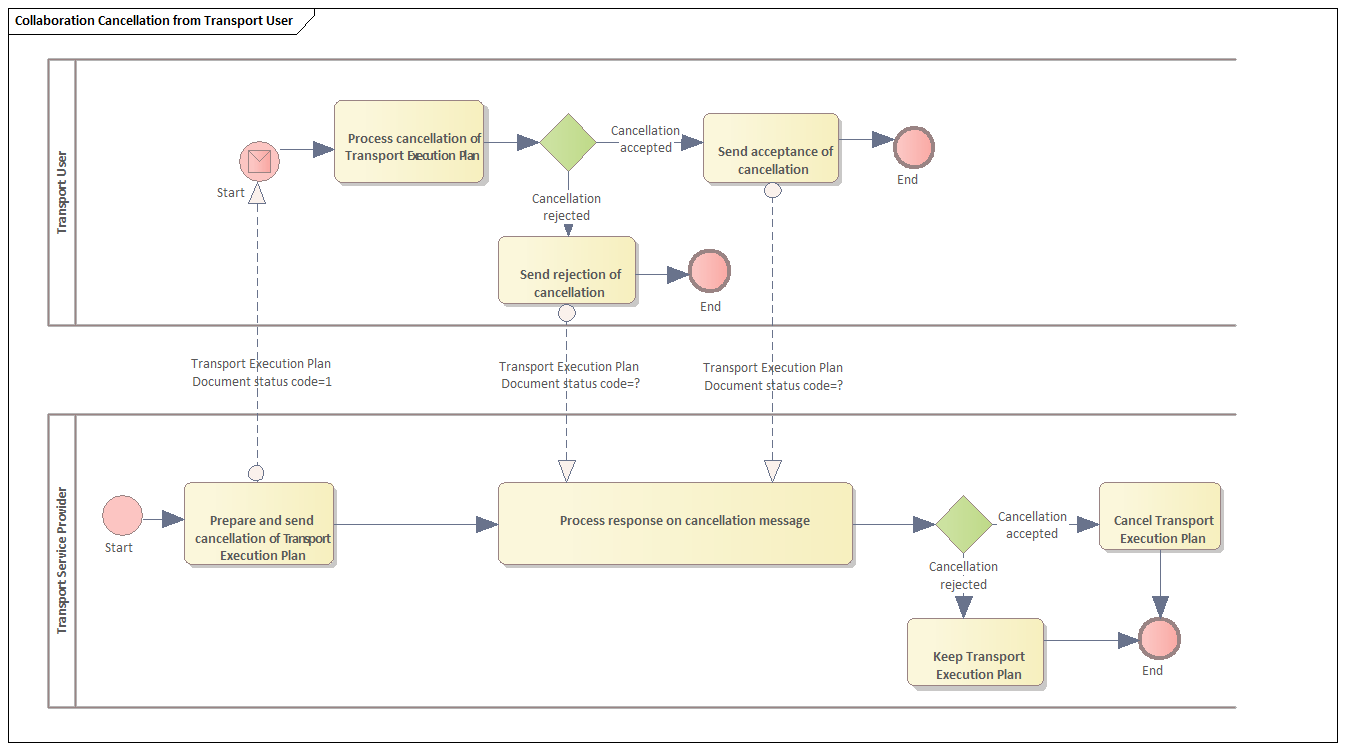 Collaboration Cancellation from Transport User
Transport User
Start
Process cancellation of
Transport Execution Plan
Cancellation
accepted
Send acceptance of
cancellation
End
Cancellation
rejected
Send rejection of
cancellation
End
Transport Execution Plan
Document status code=1
Transport Execution Plan
Document status code=?
Transport Execution Plan
Document status code=?
Transport Service Provider
Start
Prepare and send
cancellation of Transport
Execution Plan
Process response on cancellation message
Cancellation
accepted
Cancel Transport
Execution Plan
Cancellation
rejected
Keep Transport
Execution Plan
End